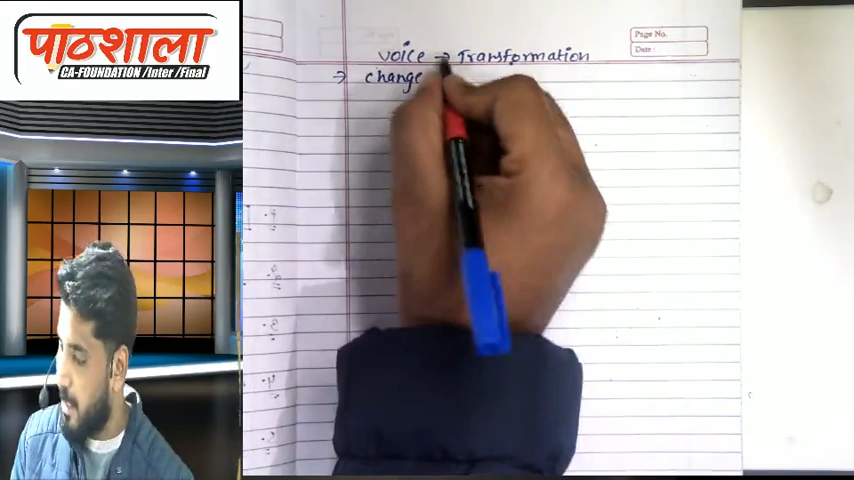 पाठशाला
CA-FOUNDATION/Inter/Final
Page No.
Date:
voice → Transformation
→ change